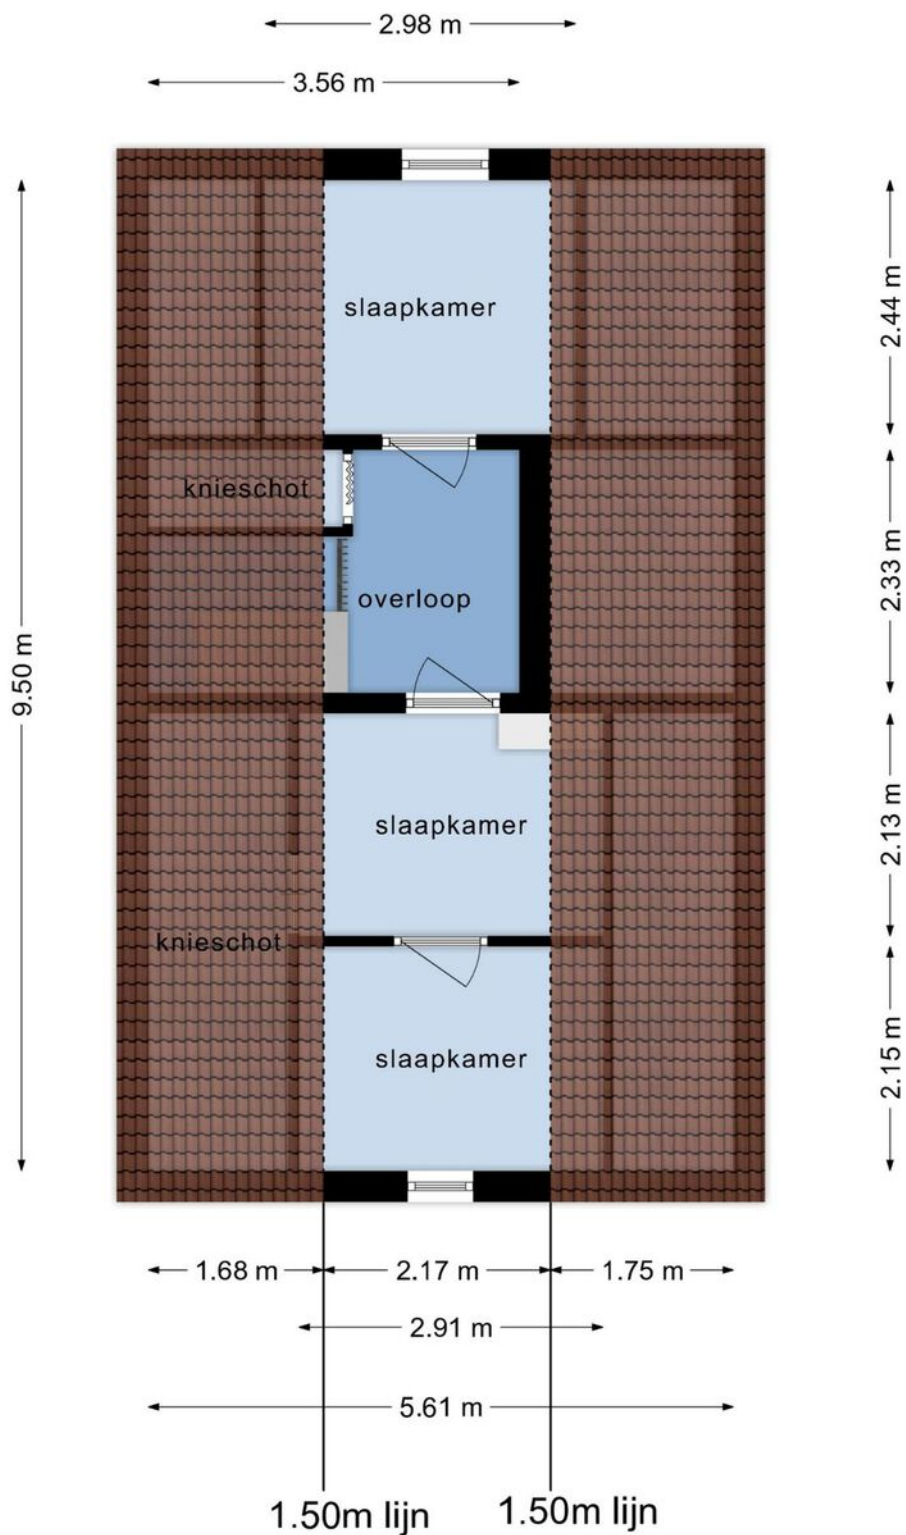 2.98 m
3.56 m
slaapkamer
2.44 m
knieschot
2.33 m
overloop
9.50 m
slaapkamer
2.13 m
knieschot
slaapkamer
2.15 m
1.68 m
2.17 m
1.75 m
2.91 m
5.61 m
1.50m lijn
1.50m lijn